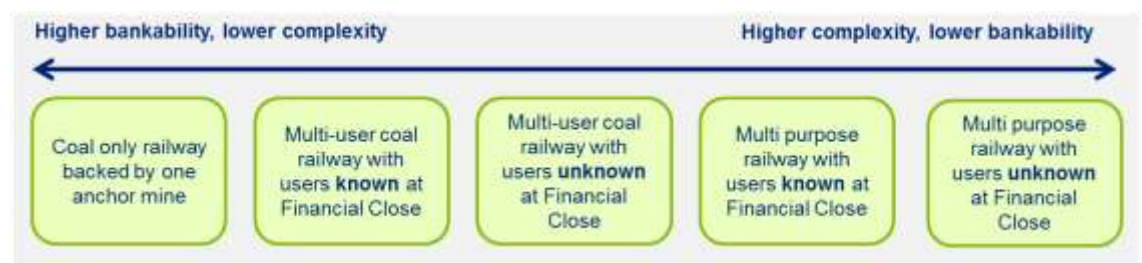 Higher bankability, lower complexity
Higher complexity, lower bankability
Coal only railway
backed by one
anchor mine
Multi-user coal
railway with
users known at
Financial Close
Multi-user coal
railway with
users unknown
at Financial
Close
Multi purpose
railway with
users known at
Financial Close
Multi purpose
railway with
users unknown
at Financial
Close